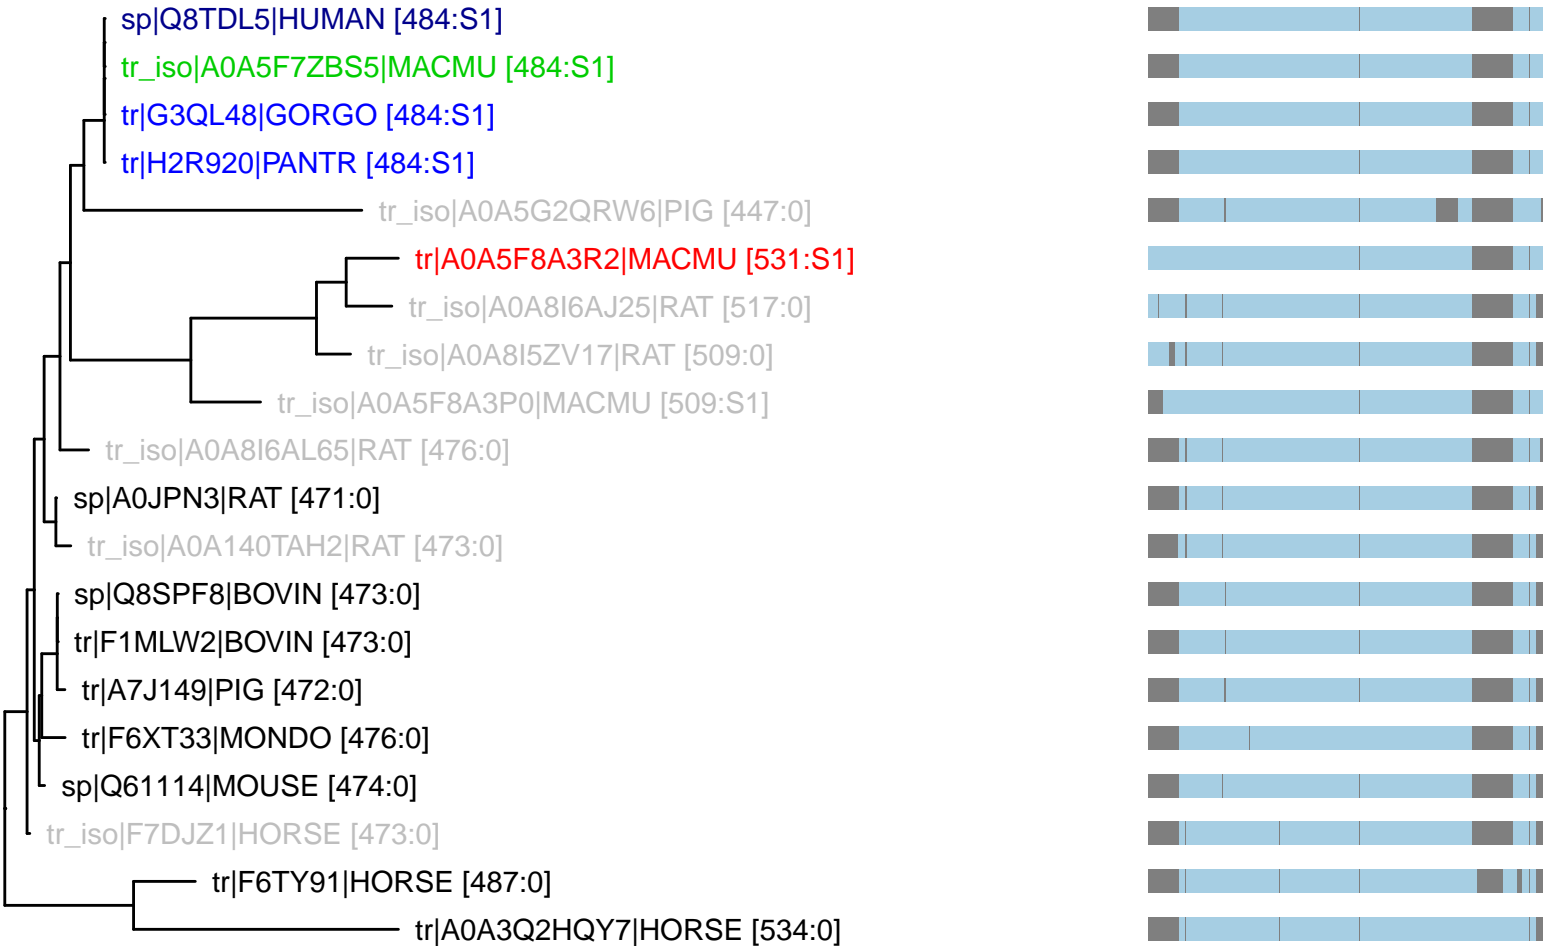 sp|Q8TDL5|HUMAN [484:S1]
tr_iso|A0A5F7ZBS5|MACMU [484:S1]
tr|G3QL48|GORGO [484:S1]
tr|H2R920|PANTR [484:S1]
tr_iso|A0A5G2QRW6|PIG [447:0]
tr|A0A5F8A3R2|MACMU [531:S1]
tr_iso|A0A8I6AJ25|RAT [517:0]
tr_iso|A0A8I5ZV17|RAT [509:0]
tr_iso|A0A5F8A3P0|MACMU [509:S1]
tr_iso|A0A8I6AL65|RAT [476:0]
sp|A0JPN3|RAT [471:0]
tr_iso|A0A140TAH2|RAT [473:0]
sp|Q8SPF8|BOVIN [473:0]
tr|F1MLW2|BOVIN [473:0]
tr|A7J149|PIG [472:0]
tr|F6XT33|MONDO [476:0]
sp|Q61114|MOUSE [474:0]
tr_iso|F7DJZ1|HORSE [473:0]
tr|F6TY91|HORSE [487:0]
tr|A0A3Q2HQY7|HORSE [534:0]